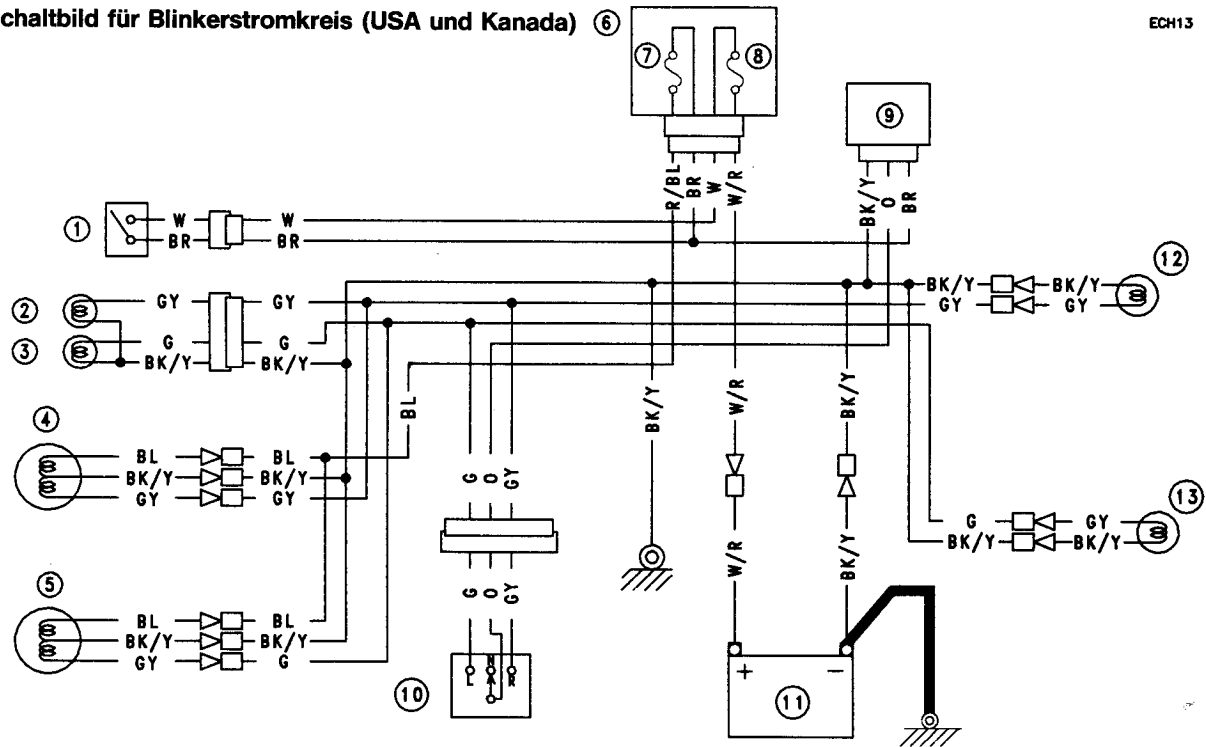 chaltbild für Blinkerstromkreis (USA und Kanada) 6
ECH13
7 8
9
R/BL BR W W/R
BK/Y O BR
1 W W
BR BR
12
BK/Y BK/Y
GY GY
2 GY GY
3 G G
BK/Y BK/Y
BL
BK/Y
W/R
BK/Y
4
BL BL
BK/Y BK/Y
GY GY
G O GY
13
G GY
BK/Y BK/Y
W/R
BK/Y
5
G O GY
BL BL
BK/Y BK/Y
GY G
10 L N R
+ −
11